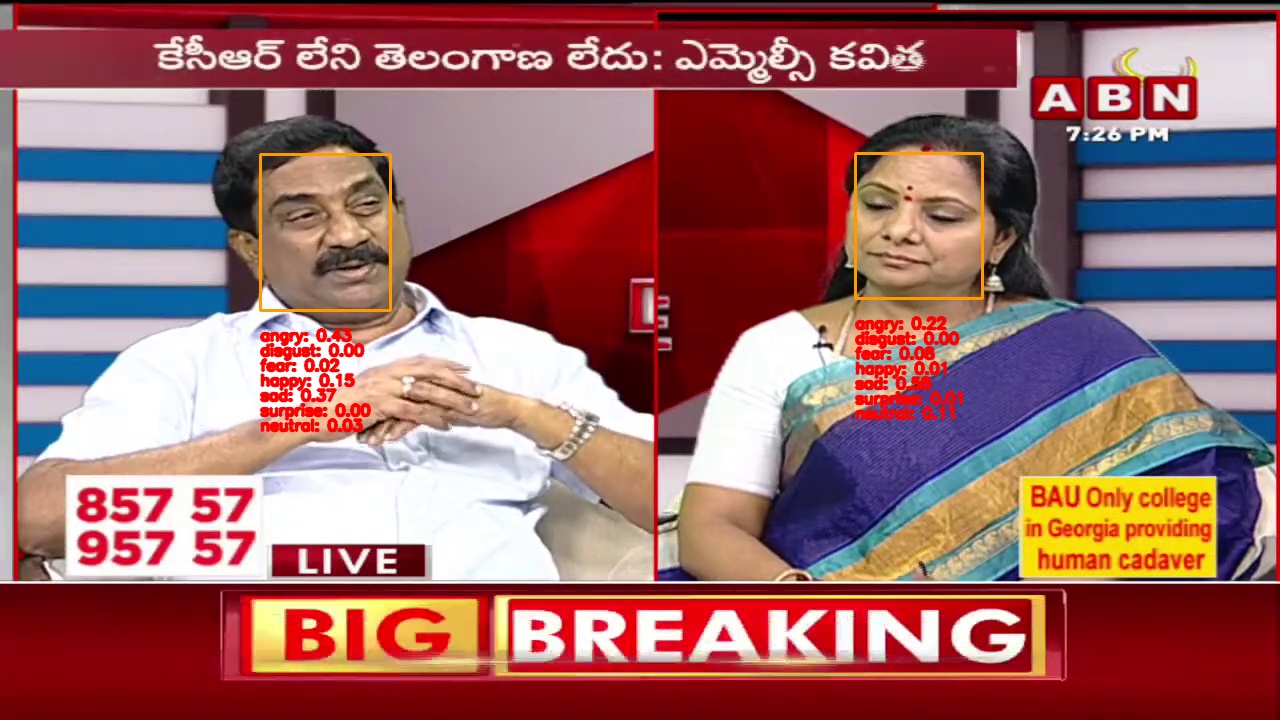 కేసీఆర్ లేని తెలంగాణ లేదు: ఎమ్మెల్సీ కవిత
ABN
7:26 PM
angry: 0.43
disgust: 0.00
fear: 0.02
happy: 0.15
sad: 0.37
surprise: 0.00
neutral: 0.03
angry: 0.22
disgust: 0.00
fear: 0.08
happy: 0.01
sad:
surprise: 0.01
neutral: 0.11
857 57
957 57
LIVE
BAU Only college
in Georgia providing
human cadaver
BIG BREAKING